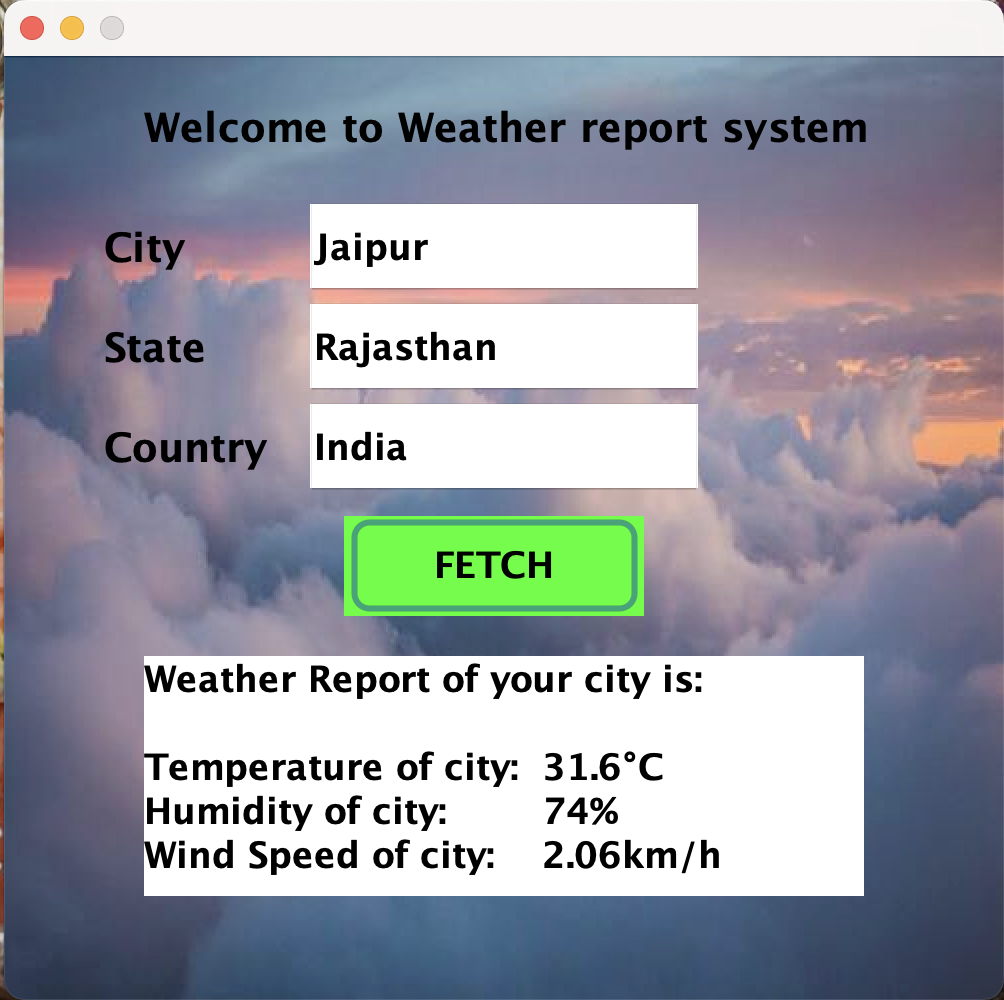 Welcome to Weather report system
City
Jaipur
State
Rajasthan
Country
India
FETCH
Weather Report of your city is:
Temperature of city: 31.6°C
Humidity of city: 74%
Wind Speed of city: 2.06km/h